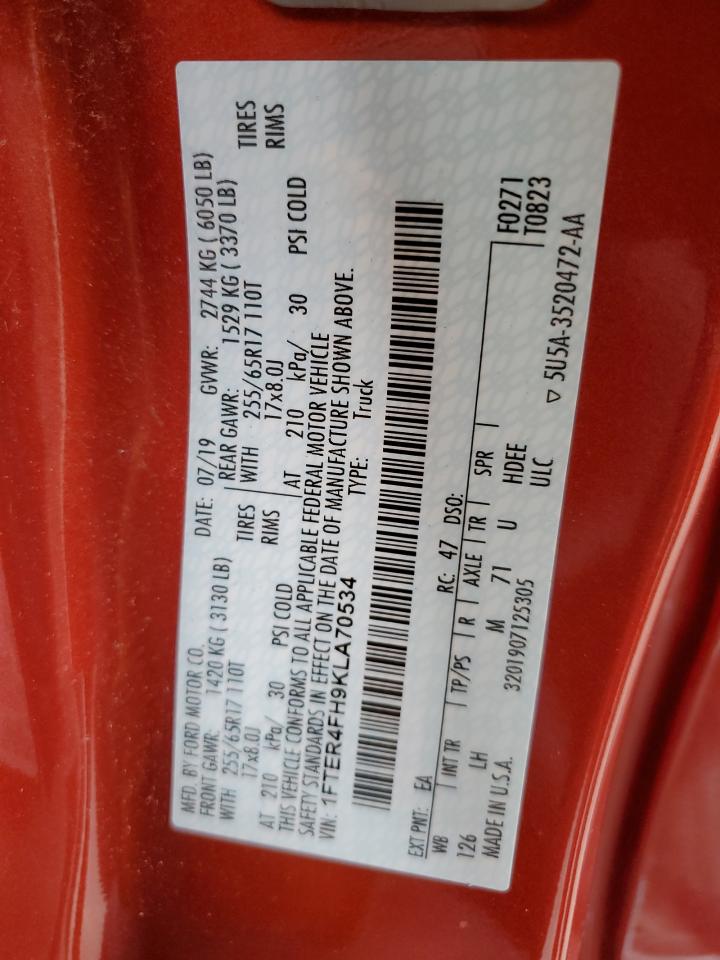 MFD. BY FORD MOTOR CO. DATE: 07/19 GVWR: 2744 KG ( 6050 LB)
FRONT GAWR: 1420 KG ( 3130 LB) REAR GAWR: 1529 KG ( 3370 LB)
WITH 255/65R17 110T TIRES WITH 255/65R17 110T TIRES
17x8.0J RIMS 17x8.0J RIMS
AT 210 kPa/ 30 PSI COLD AT 210 kPa/ 30 PSI COLD
THIS VEHICLE CONFORMS TO ALL APPLICABLE FEDERAL MOTOR VEHICLE
SAFETY STANDARDS IN EFFECT ON THE DATE OF MANUFACTURE SHOWN ABOVE.
VIN: 1FTER4FH9KLA70534 TYPE: Truck
EXT PNT: EA RC: 47 DSO:
WB INT TR TP/PS R AXLE TR SPR F0271
126 LH M 71 U HDEE T0823
MADE IN U.S.A. 3201907125305 ULC
▽ 5U5A-3520472-AA